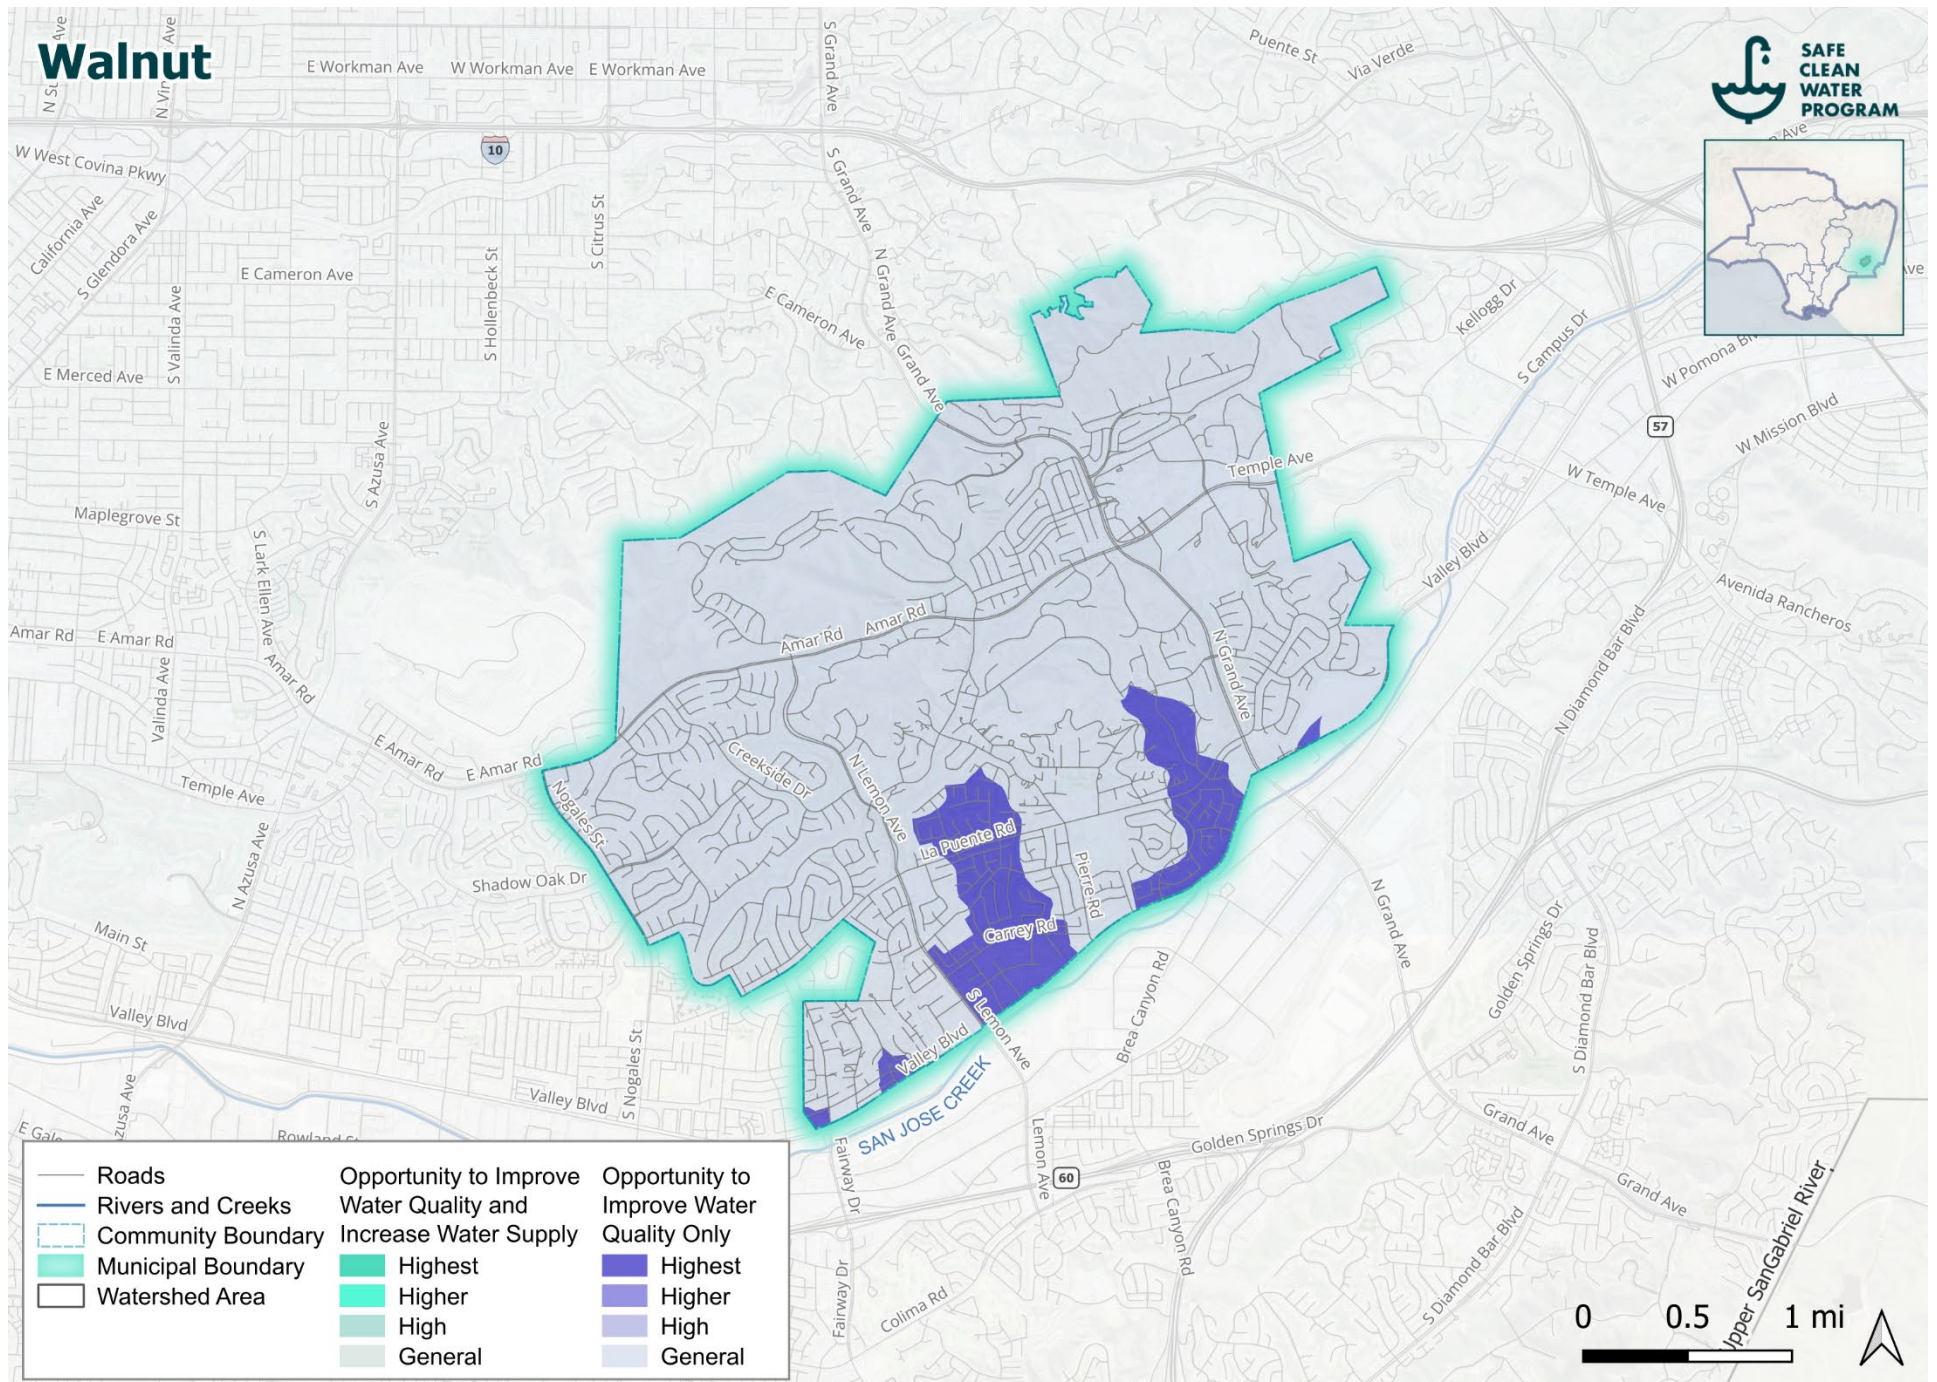 Walnut
SAFE
CLEAN
WATER
PROGRAM
E Workman Ave
W Workman Ave
E Workman Ave
S Grand Ave
Puente St
Via Verde
10
W West Covina Pkwy
California Ave
S Glendora Ave
S Grand Ave
S Citrus St
E Cameron Ave
S Valinda Ave
S Hollenbeck St
N Grand Ave
E Cameron Ave
Grand Ave
Kellogg Dr
S Campus Dr
E Merced Ave
W Mission Blvd
57
S Azusa Ave
Temple Ave
W Temple Ave
Maplegrove St
S Lark Ellen Ave
Valley Blvd
Avenida Rancheros
Amar Rd
E Amar Rd
Amar Rd
Amar Rd
Amar Rd
Valinda Ave
N Grand Ave
N Diamond Bar Blvd
E Amar Rd
E Amar Rd
Temple Ave
Creekside Dr
N Lemon Ave
Nogales St
La Puente Rd
N Azusa Ave
Shadow Oak Dr
Pierre Rd
N Grand Ave
Main St
Carrey Rd
Golden Springs Dr
S Diamond Bar Blvd
Valley Blvd
S Lemon Ave
Brea Canyon Rd
Valley Blvd
S Nogales St
Valley Blvd
SAN JOSE CREEK
Golden Springs Dr
Grand Ave
Lemon Ave
60
Fairway Dr
Brea Canyon Rd
Grand Ave
Upper SanGabriel River
S Diamond Bar Blvd
Fairway Dr
Colima Rd
Roads
Rivers and Creeks
Community Boundary
Municipal Boundary
Watershed Area
Opportunity to Improve
Water Quality and
Increase Water Supply
Highest
Higher
High
General
Opportunity to
Improve Water
Quality Only
Highest
Higher
High
General
0 0.5 1 mi